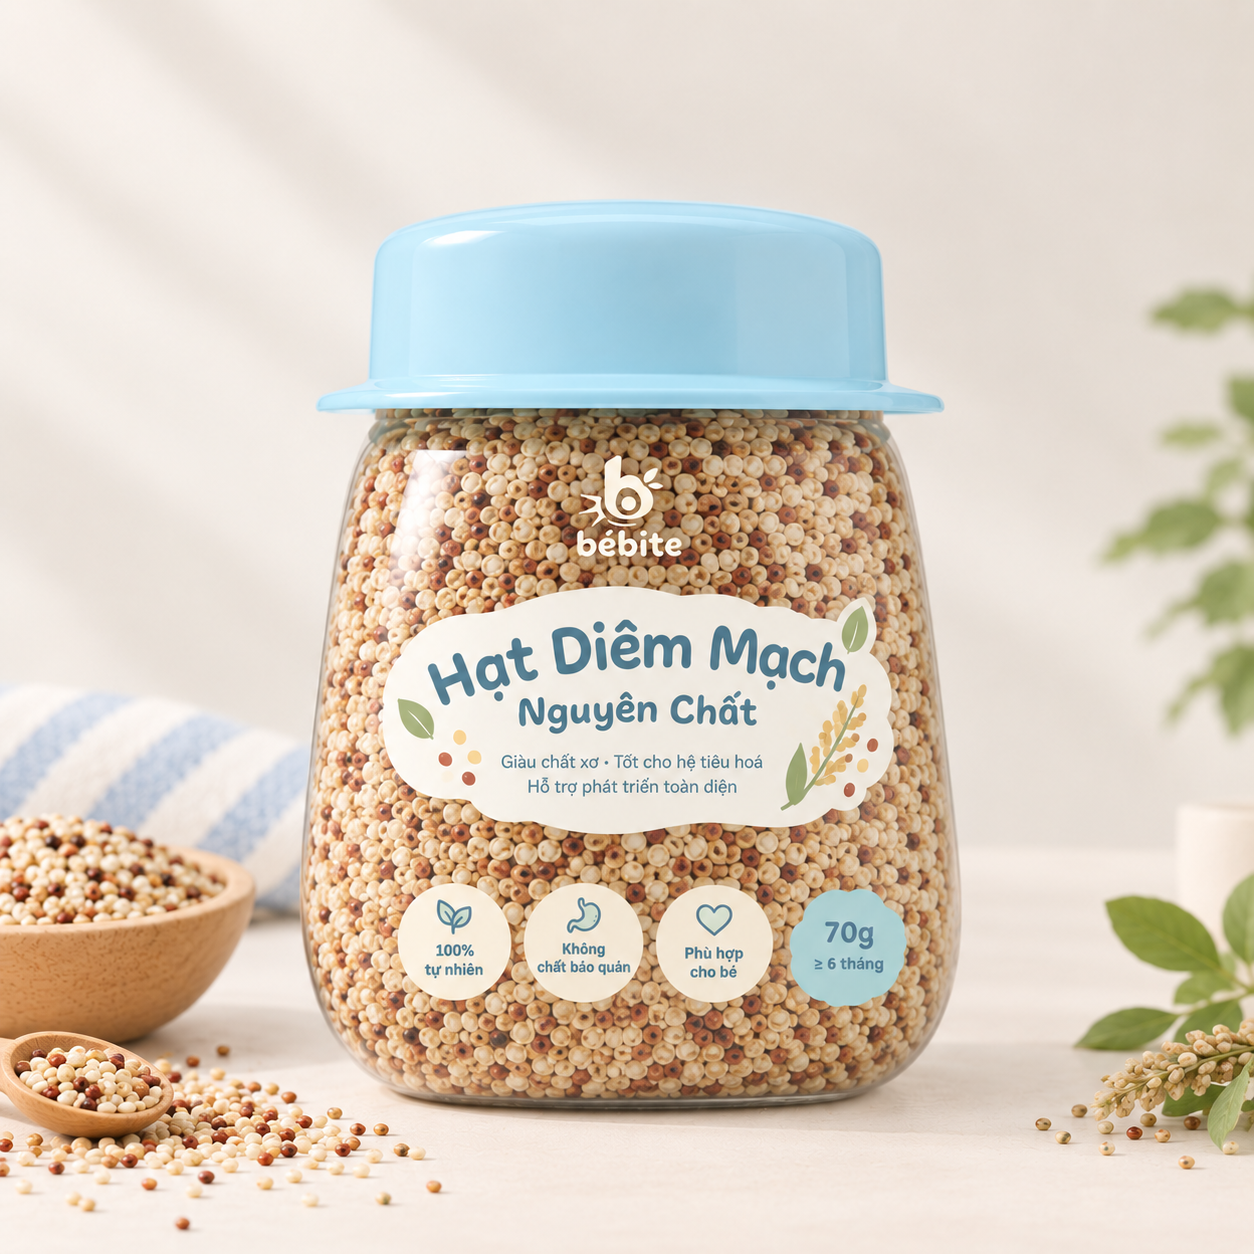 bébite
Hạt Diêm Mạch
Nguyên Chất
Giàu chất xơ • Tốt cho hệ tiêu hoá
Hỗ trợ phát triển toàn diện
100%
tự nhiên
Không
chất bảo quản
Phù hợp
cho bé
70g
≥ 6 tháng